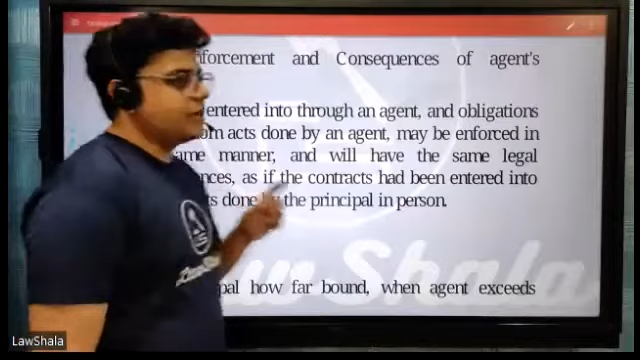 and Consequences of agent's
entered into through an agent, and obligations
acts done by an agent, may be enforced in
manner, and will have the same legal
as if the contracts had been entered into
done by the principal in person.
Law Shala
how far bound, when agent exceeds
LawShala